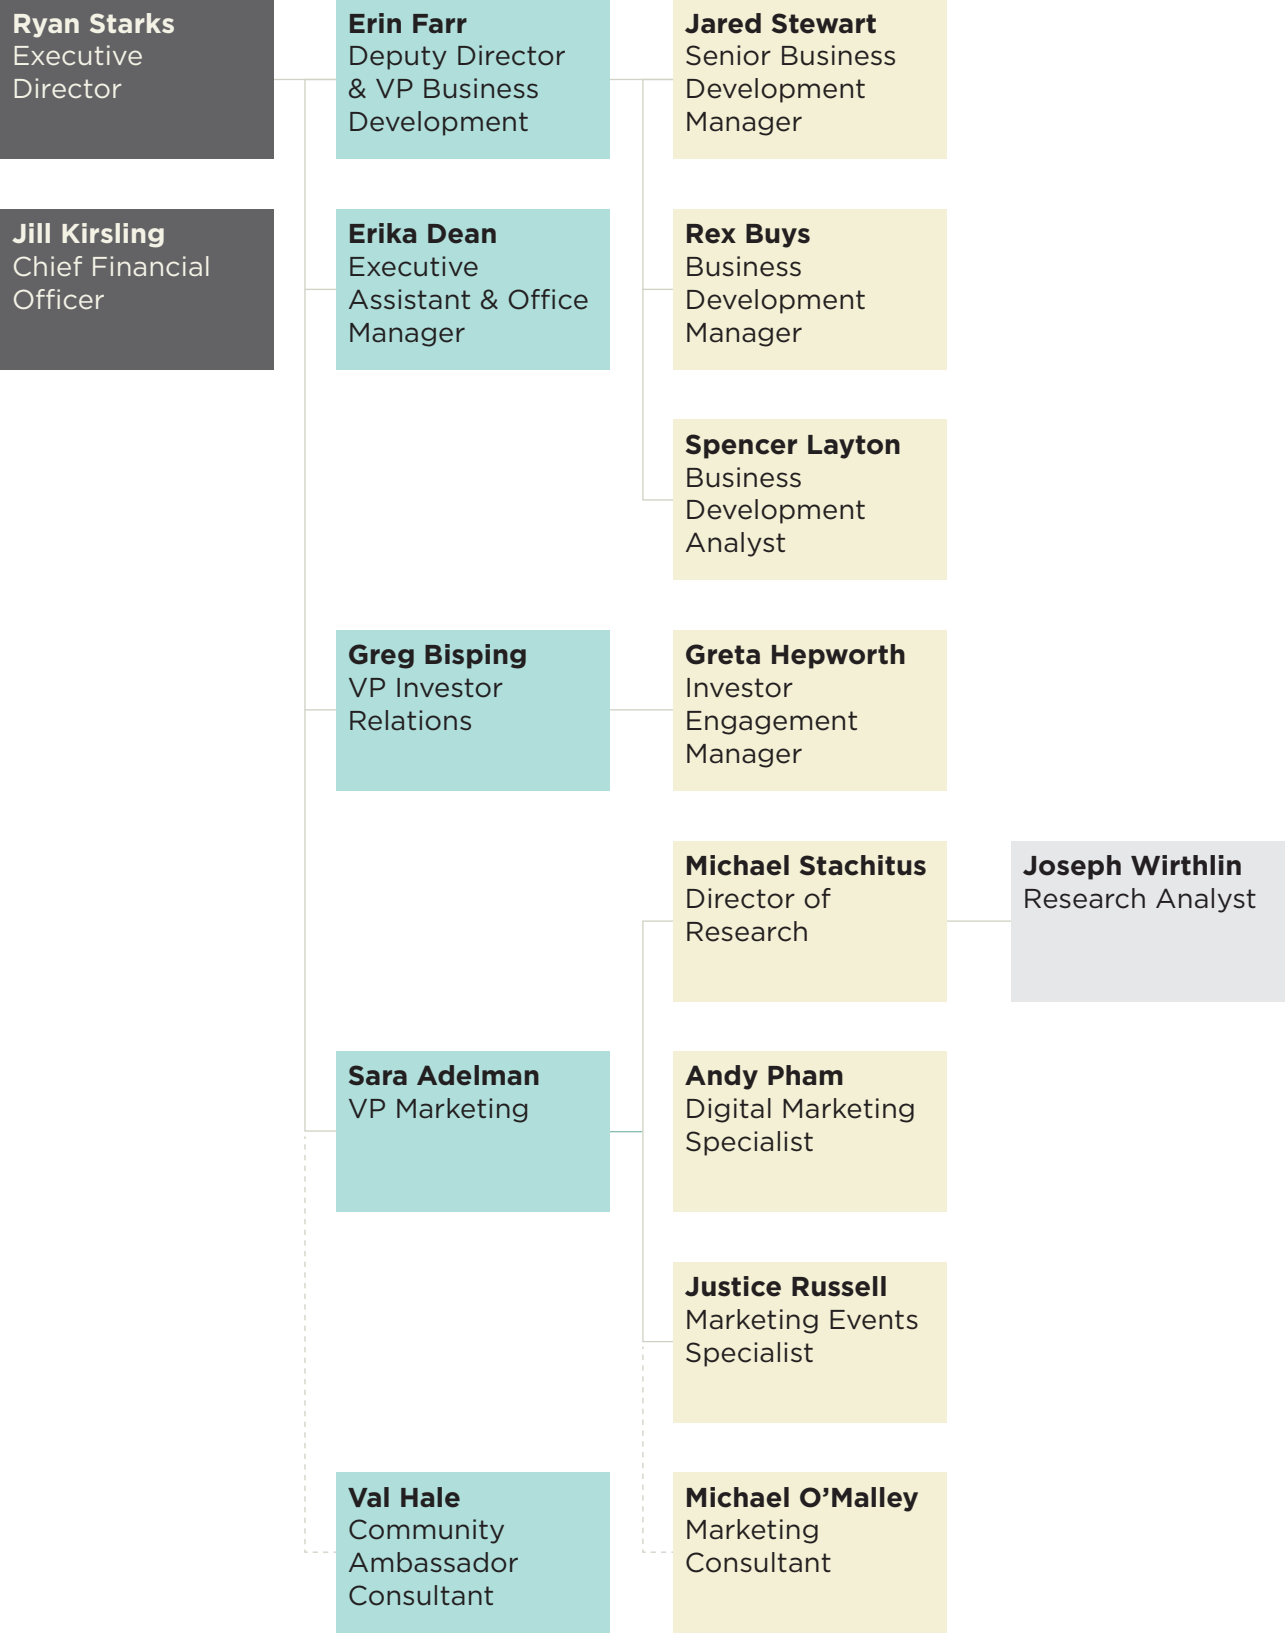 Ryan Starks
Executive
Director
Erin Farr
Deputy Director
& VP Business
Development
Jared Stewart
Senior Business
Development
Manager
Jill Kirsling
Chief Financial
Officer
Erika Dean
Executive
Assistant & Office
Manager
Rex Buys
Business
Development
Manager
Spencer Layton
Business
Development
Analyst
Greg Bisping
VP Investor
Relations
Greta Hepworth
Investor
Engagement
Manager
Michael Stachitus
Director of
Research
Joseph Wirthlin
Research Analyst
Sara Adelman
VP Marketing
Andy Pham
Digital Marketing
Specialist
Justice Russell
Marketing Events
Specialist
Val Hale
Community
Ambassador
Consultant
Michael O’Malley
Marketing
Consultant